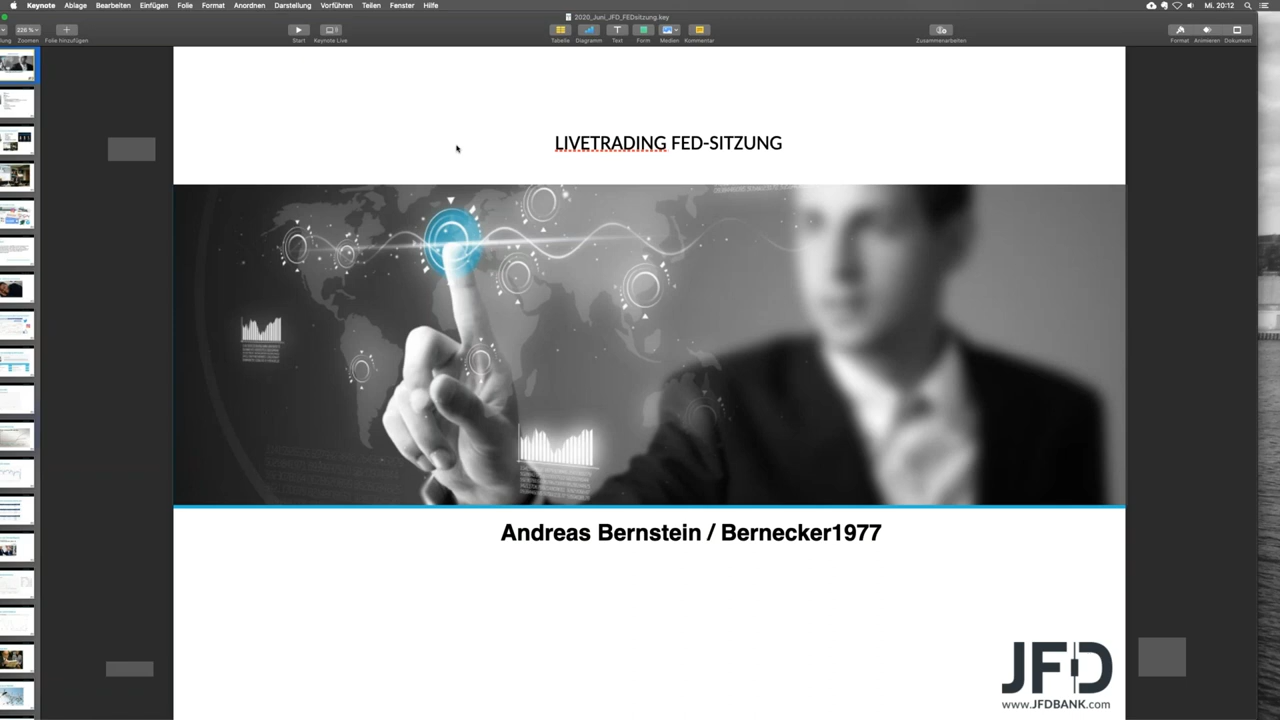 Keynote Ablage Bearbeiten Einfügen Folie Format Anordnen Darstellung Vorführen Teilen Fenster Hilfe Mi. 20:12
2020_Juni_JFD_FEDsitzung.key
228 %
Zoomen Folie hinzufügen Start Keynote Live Tabelle Diagramm Text Form Medien Kommentar Zusammenarbeiten Format Animieren Dokument
LIVETRADING FED-SITZUNG
Andreas Bernstein / Bernecker1977
JFD
www.JFDBANK.com